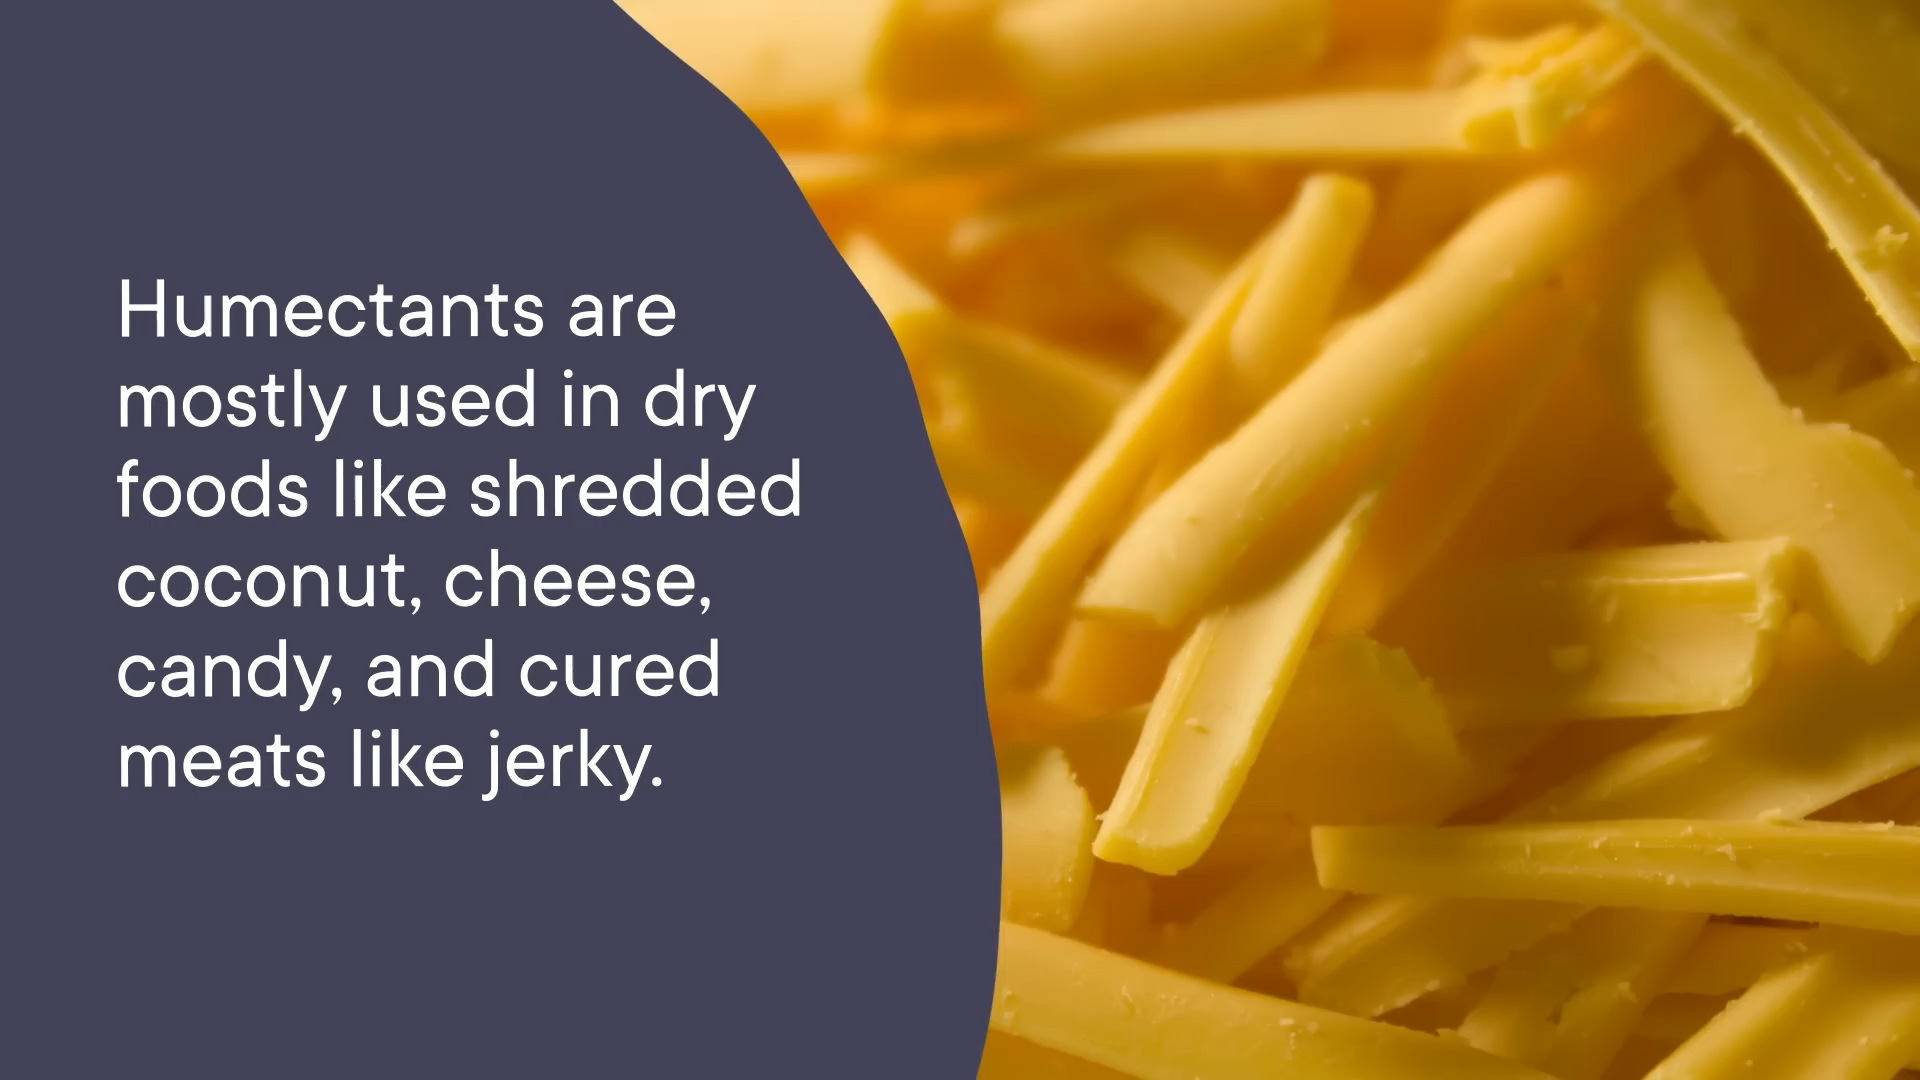 Humectants are
mostly used in dry
foods like shredded
coconut, cheese,
candy, and cured
meats like jerky.